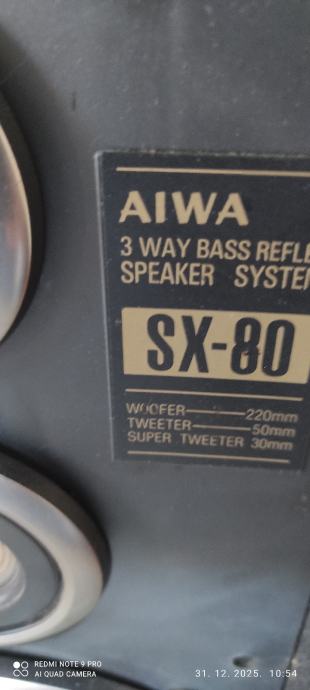 AIWA
3 WAY BASS REFLE
SPEAKER SYSTEM
SX-80
WOOFER 220mm
TWEETER 50mm
SUPER TWEETER 30mm
REDMI NOTE 9 PRO
AI QUAD CAMERA
31. 12. 2025. 10:54